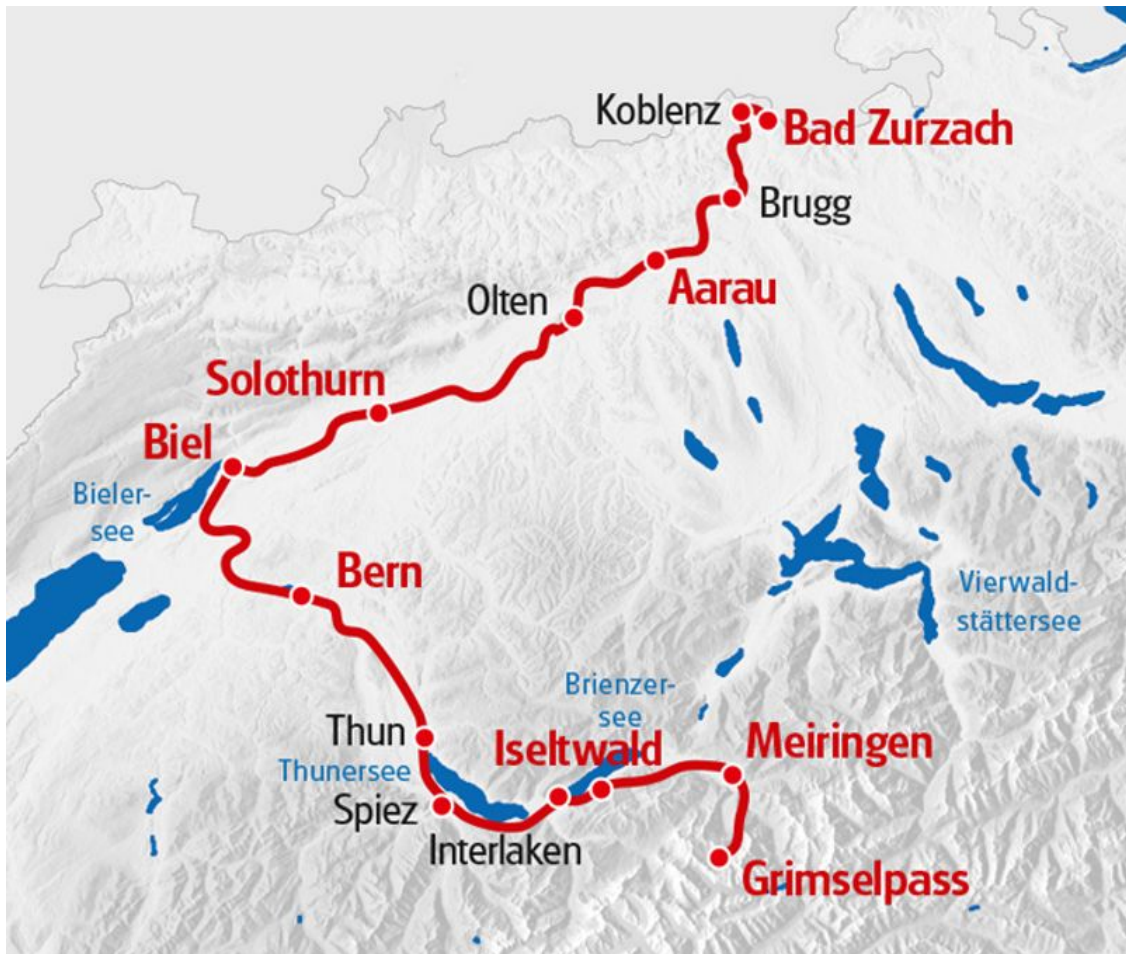 Koblenz
Bad Zurzach
Brugg
Aarau
Olten
Solothurn
Biel
Bieler-
see
Bern
Vierwald-
stättersee
Brienzer-
see
Thun
Iseltwald
Meiringen
Thunersee
Spiez
Interlaken
Grimselpass